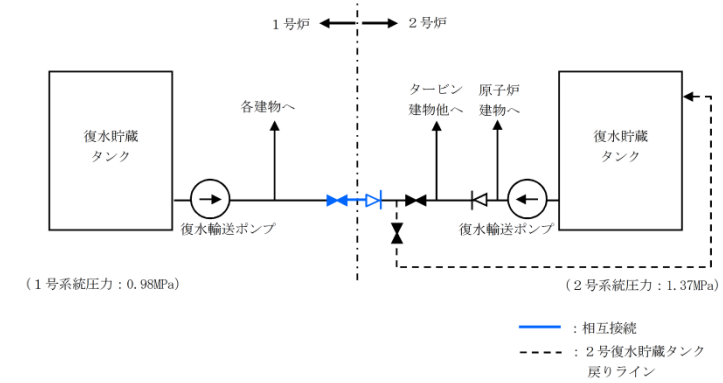 1号炉
2号炉
復水貯蔵
タンク
各建物へ
タービン
建物他へ
原子炉
建物へ
復水貯蔵
タンク
復水輸送ポンプ
復水輸送ポンプ
(1号系統圧力：0.98MPa)
(2号系統圧力：1.37MPa)
：相互接続
：2号復水貯蔵タンク
戻りライン